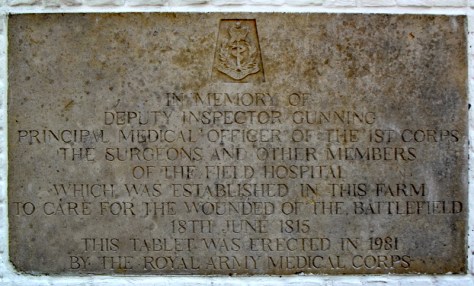 IN MEMORY OF
DEPUTY INSPECTOR GUNNING
PRINCIPAL MEDICAL OFFICER OF THE 1ST CORPS
THE SURGEONS AND OTHER MEMBERS
OF THE FIELD HOSPITAL
WHICH WAS ESTABLISHED IN THIS FARM
TO CARE FOR THE WOUNDED OF THE BATTLEFIELD
18TH JUNE 1815
THIS TABLET WAS ERECTED IN 1981
BY THE ROYAL ARMY MEDICAL CORPS